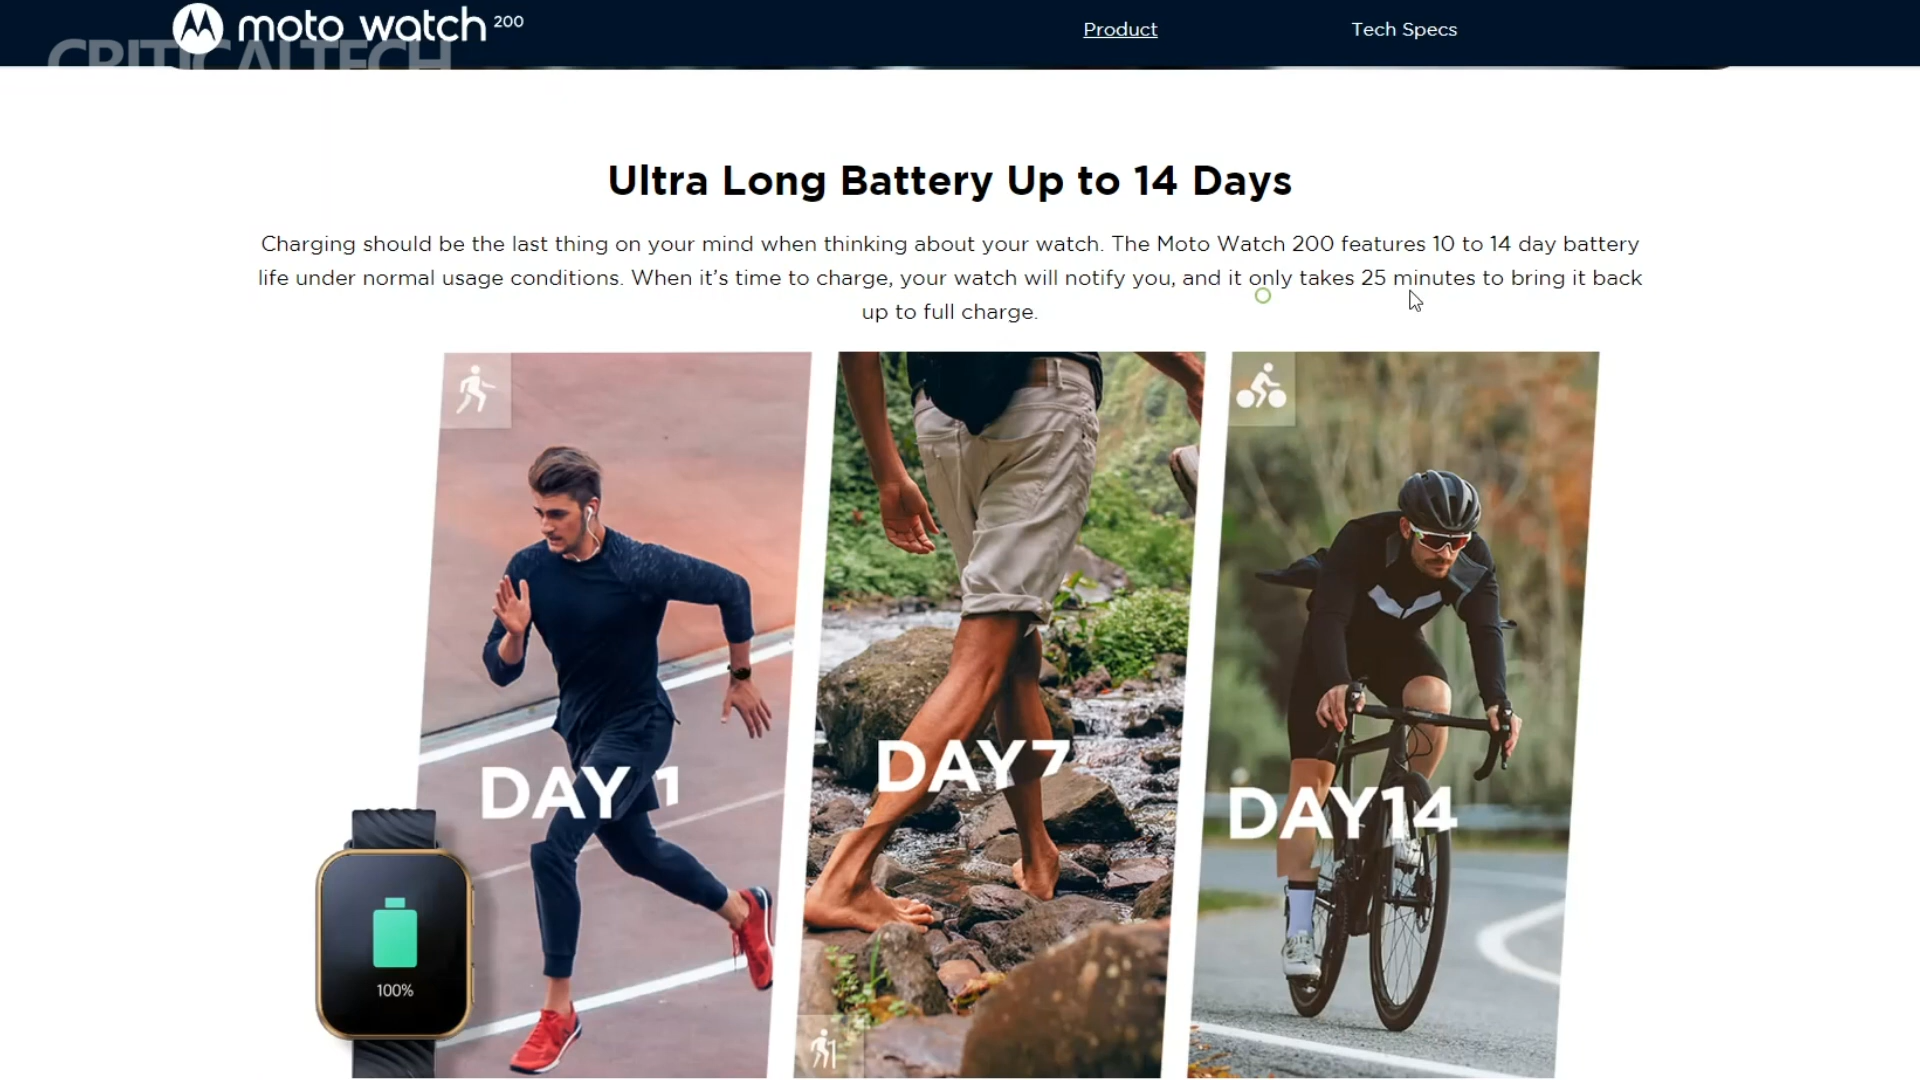 moto watch 200
Product
Tech Specs
CRITICALTECH
Ultra Long Battery Up to 14 Days
Charging should be the last thing on your mind when thinking about your watch. The Moto Watch 200 features 10 to 14 day battery
life under normal usage conditions. When it’s time to charge, your watch will notify you, and it only takes 25 minutes to bring it back
up to full charge.
DAY 1
DAY7
DAY14
100%